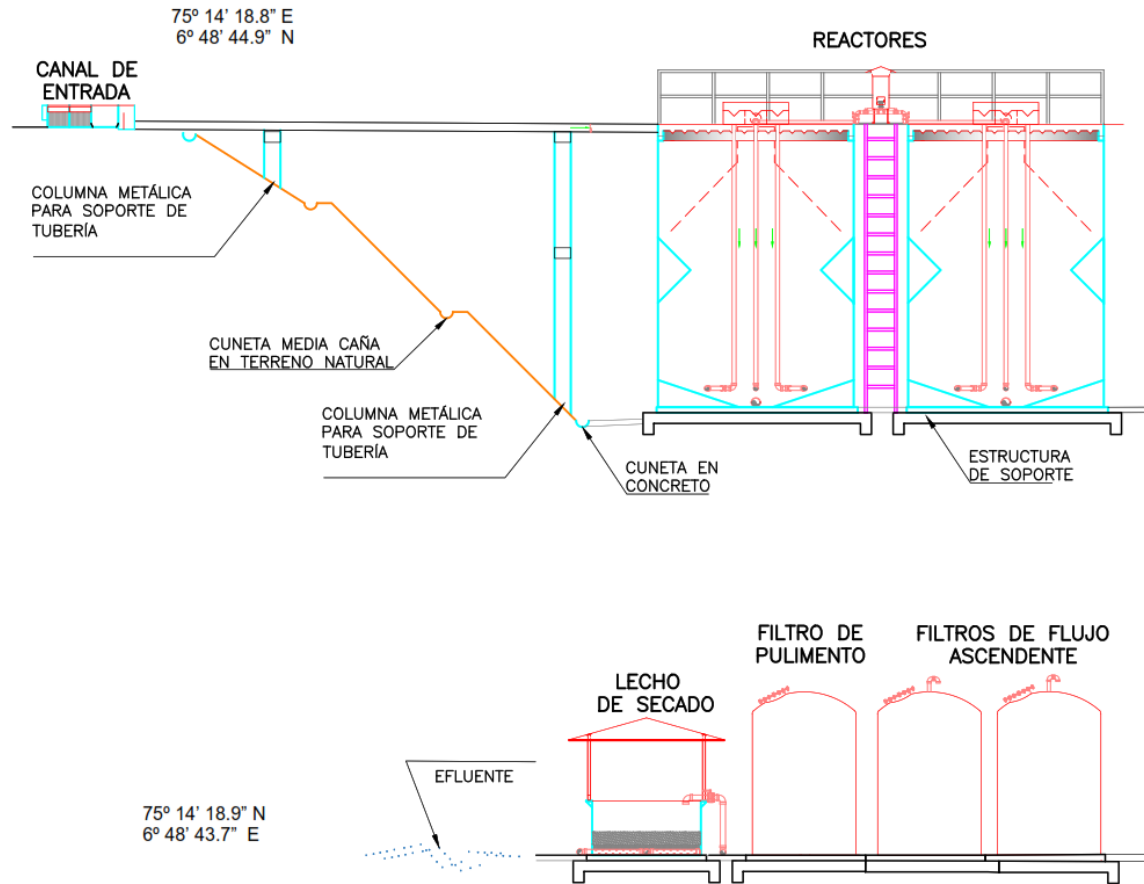 75º 14' 18.8" E
6º 48' 44.9" N
REACTORES
CANAL DE
ENTRADA
COLUMNA METÁLICA
PARA SOPORTE DE
TUBERÍA
CUNETA MEDIA CAÑA
EN TERRENO NATURAL
COLUMNA METÁLICA
PARA SOPORTE DE
TUBERÍA
CUNETA EN
CONCRETO
ESTRUCTURA
DE SOPORTE
FILTRO DE
PULIMENTO
FILTROS DE FLUJO
ASCENDENTE
LECHO
DE SECADO
EFLUENTE
75º 14' 18.9" N
6º 48' 43.7" E